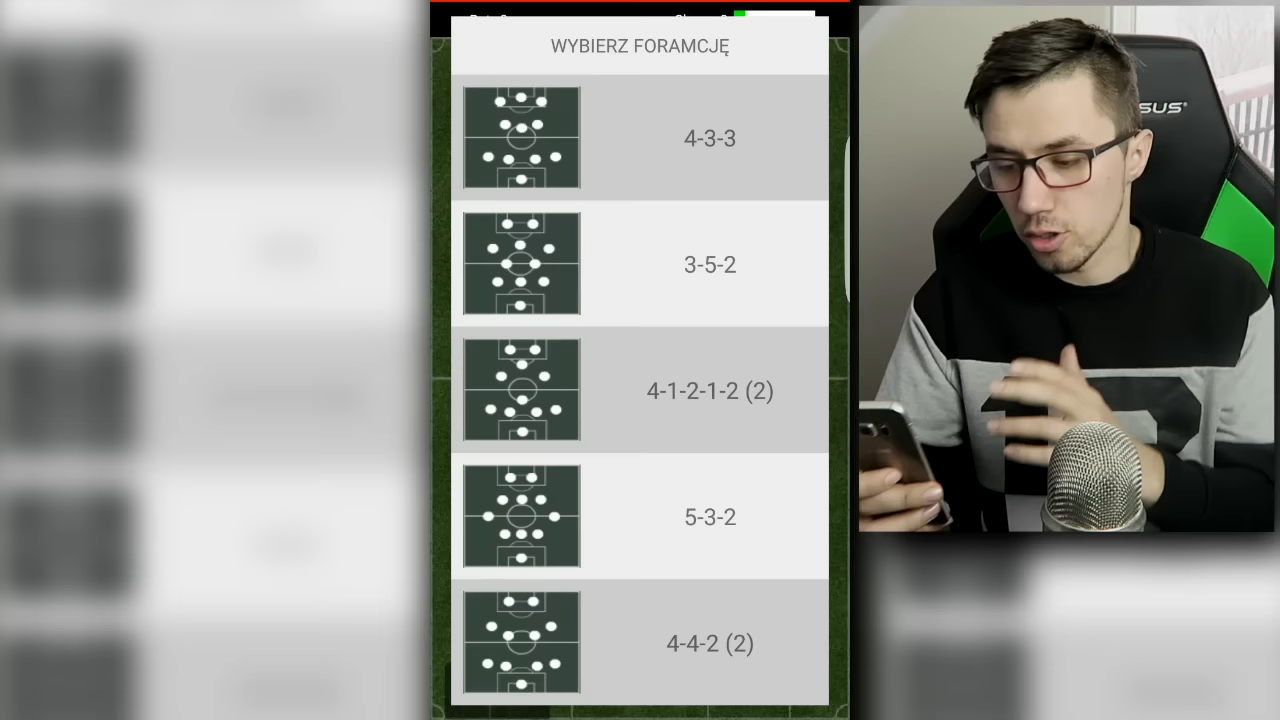 WYBIERZ FORAMCJĘ
4-3-3
3-5-2
4-1-2-1-2 (2)
5-3-2
4-4-2 (2)
SUS